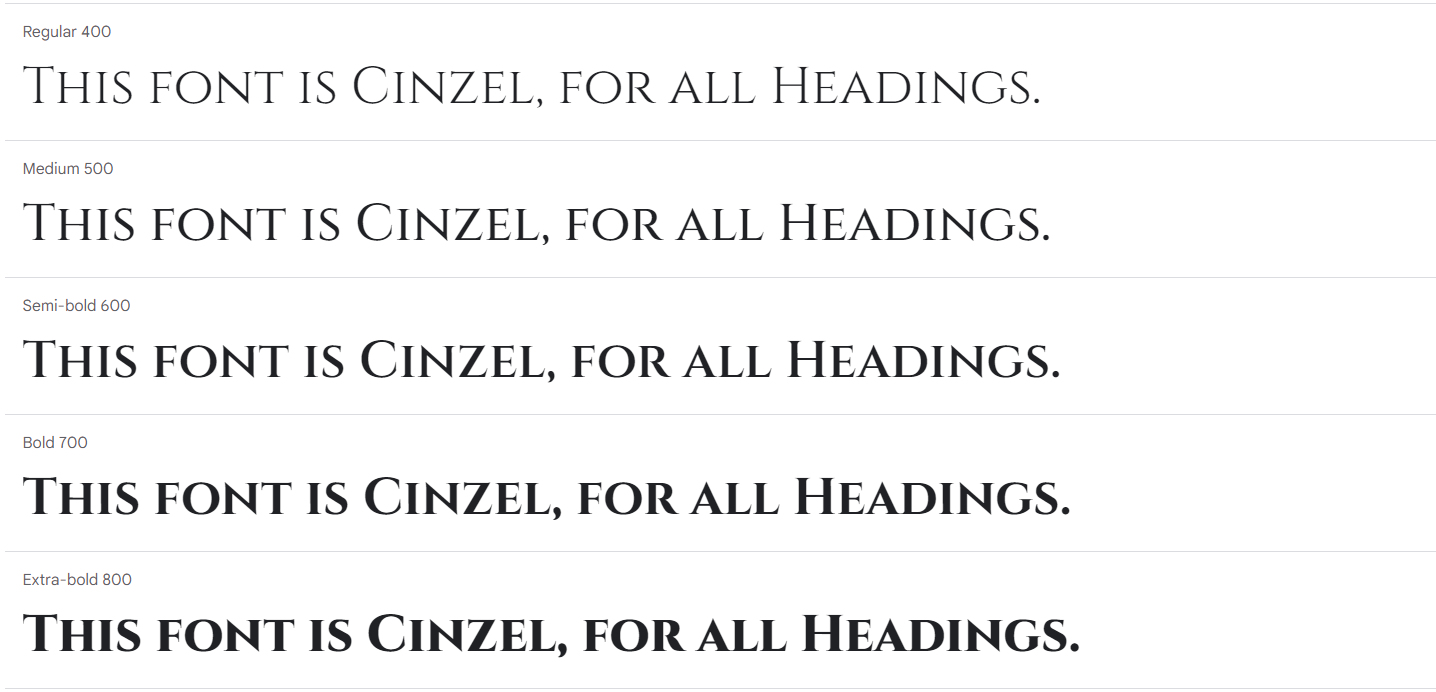 Regular 400
This font is Cinzel, for all Headings.
Medium 500
This font is Cinzel, for all Headings.
Semi-bold 600
This font is Cinzel, for all Headings.
Bold 700
This font is Cinzel, for all Headings.
Extra-bold 800
This font is Cinzel, for all Headings.